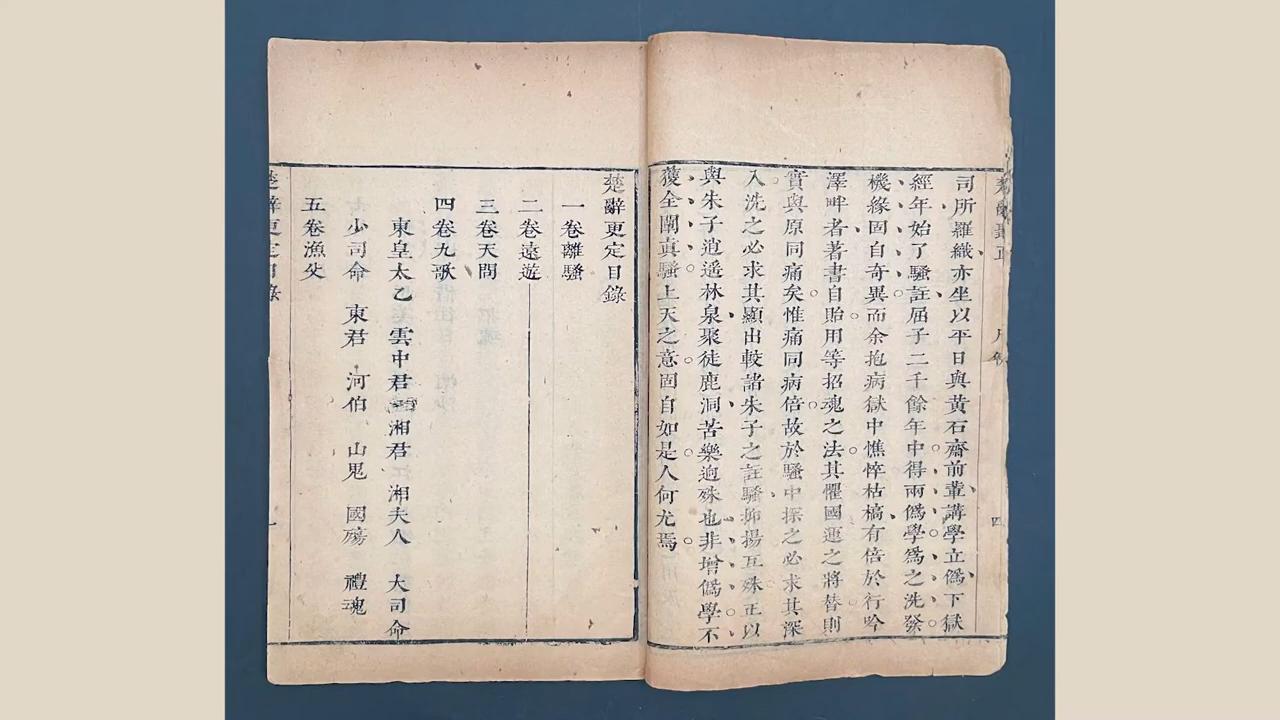 司所羅織亦坐以平日與黃石齋前輩講學立僞下獄
經年始了騷註屈子二千餘年中得兩僞學爲之洗發
機緣固自奇異而余抱病獄中憔悴枯槁有倍於行吟
澤畔者著書自貽用等招魂之法其懼國運之將替則
實與原同痛矣惟痛同病倍故於騷中探之必求其深
入洗之必求其顯出較諸朱子之註騷抑揚互殊正以
與朱子逍遥林泉聚徒鹿洞苦樂逈殊也非增僞學不
獲全闡眞騷上天之意固自如是人何尤焉
四
楚辭更定目錄
一卷離騷
二卷遠遊
三卷天問
四卷九歌
東皇太乙 雲中君 湘君 湘夫人 大司命
少司命 東君 河伯 山鬼 國殤 禮魂
五卷漁父
楚辭更定目錄 一